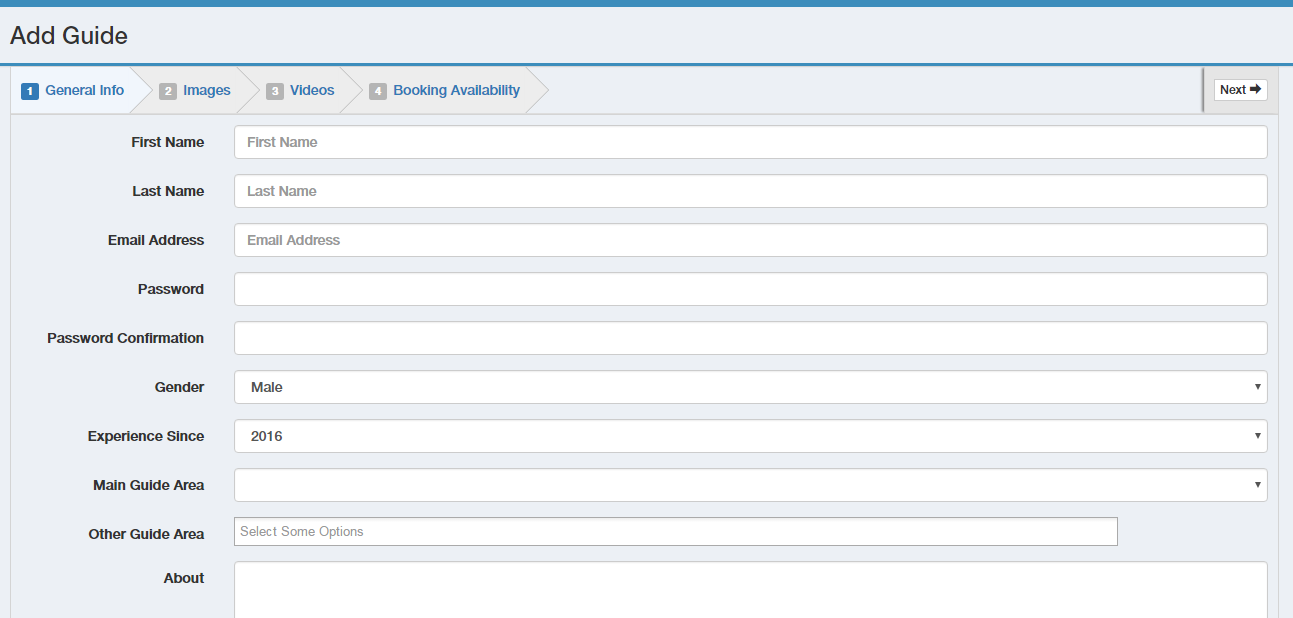 Add Guide
1 General Info 2 Images 3 Videos 4 Booking Availability Next
First Name First Name
Last Name Last Name
Email Address Email Address
Password
Password Confirmation
Gender Male
Experience Since 2016
Main Guide Area
Other Guide Area Select Some Options
About